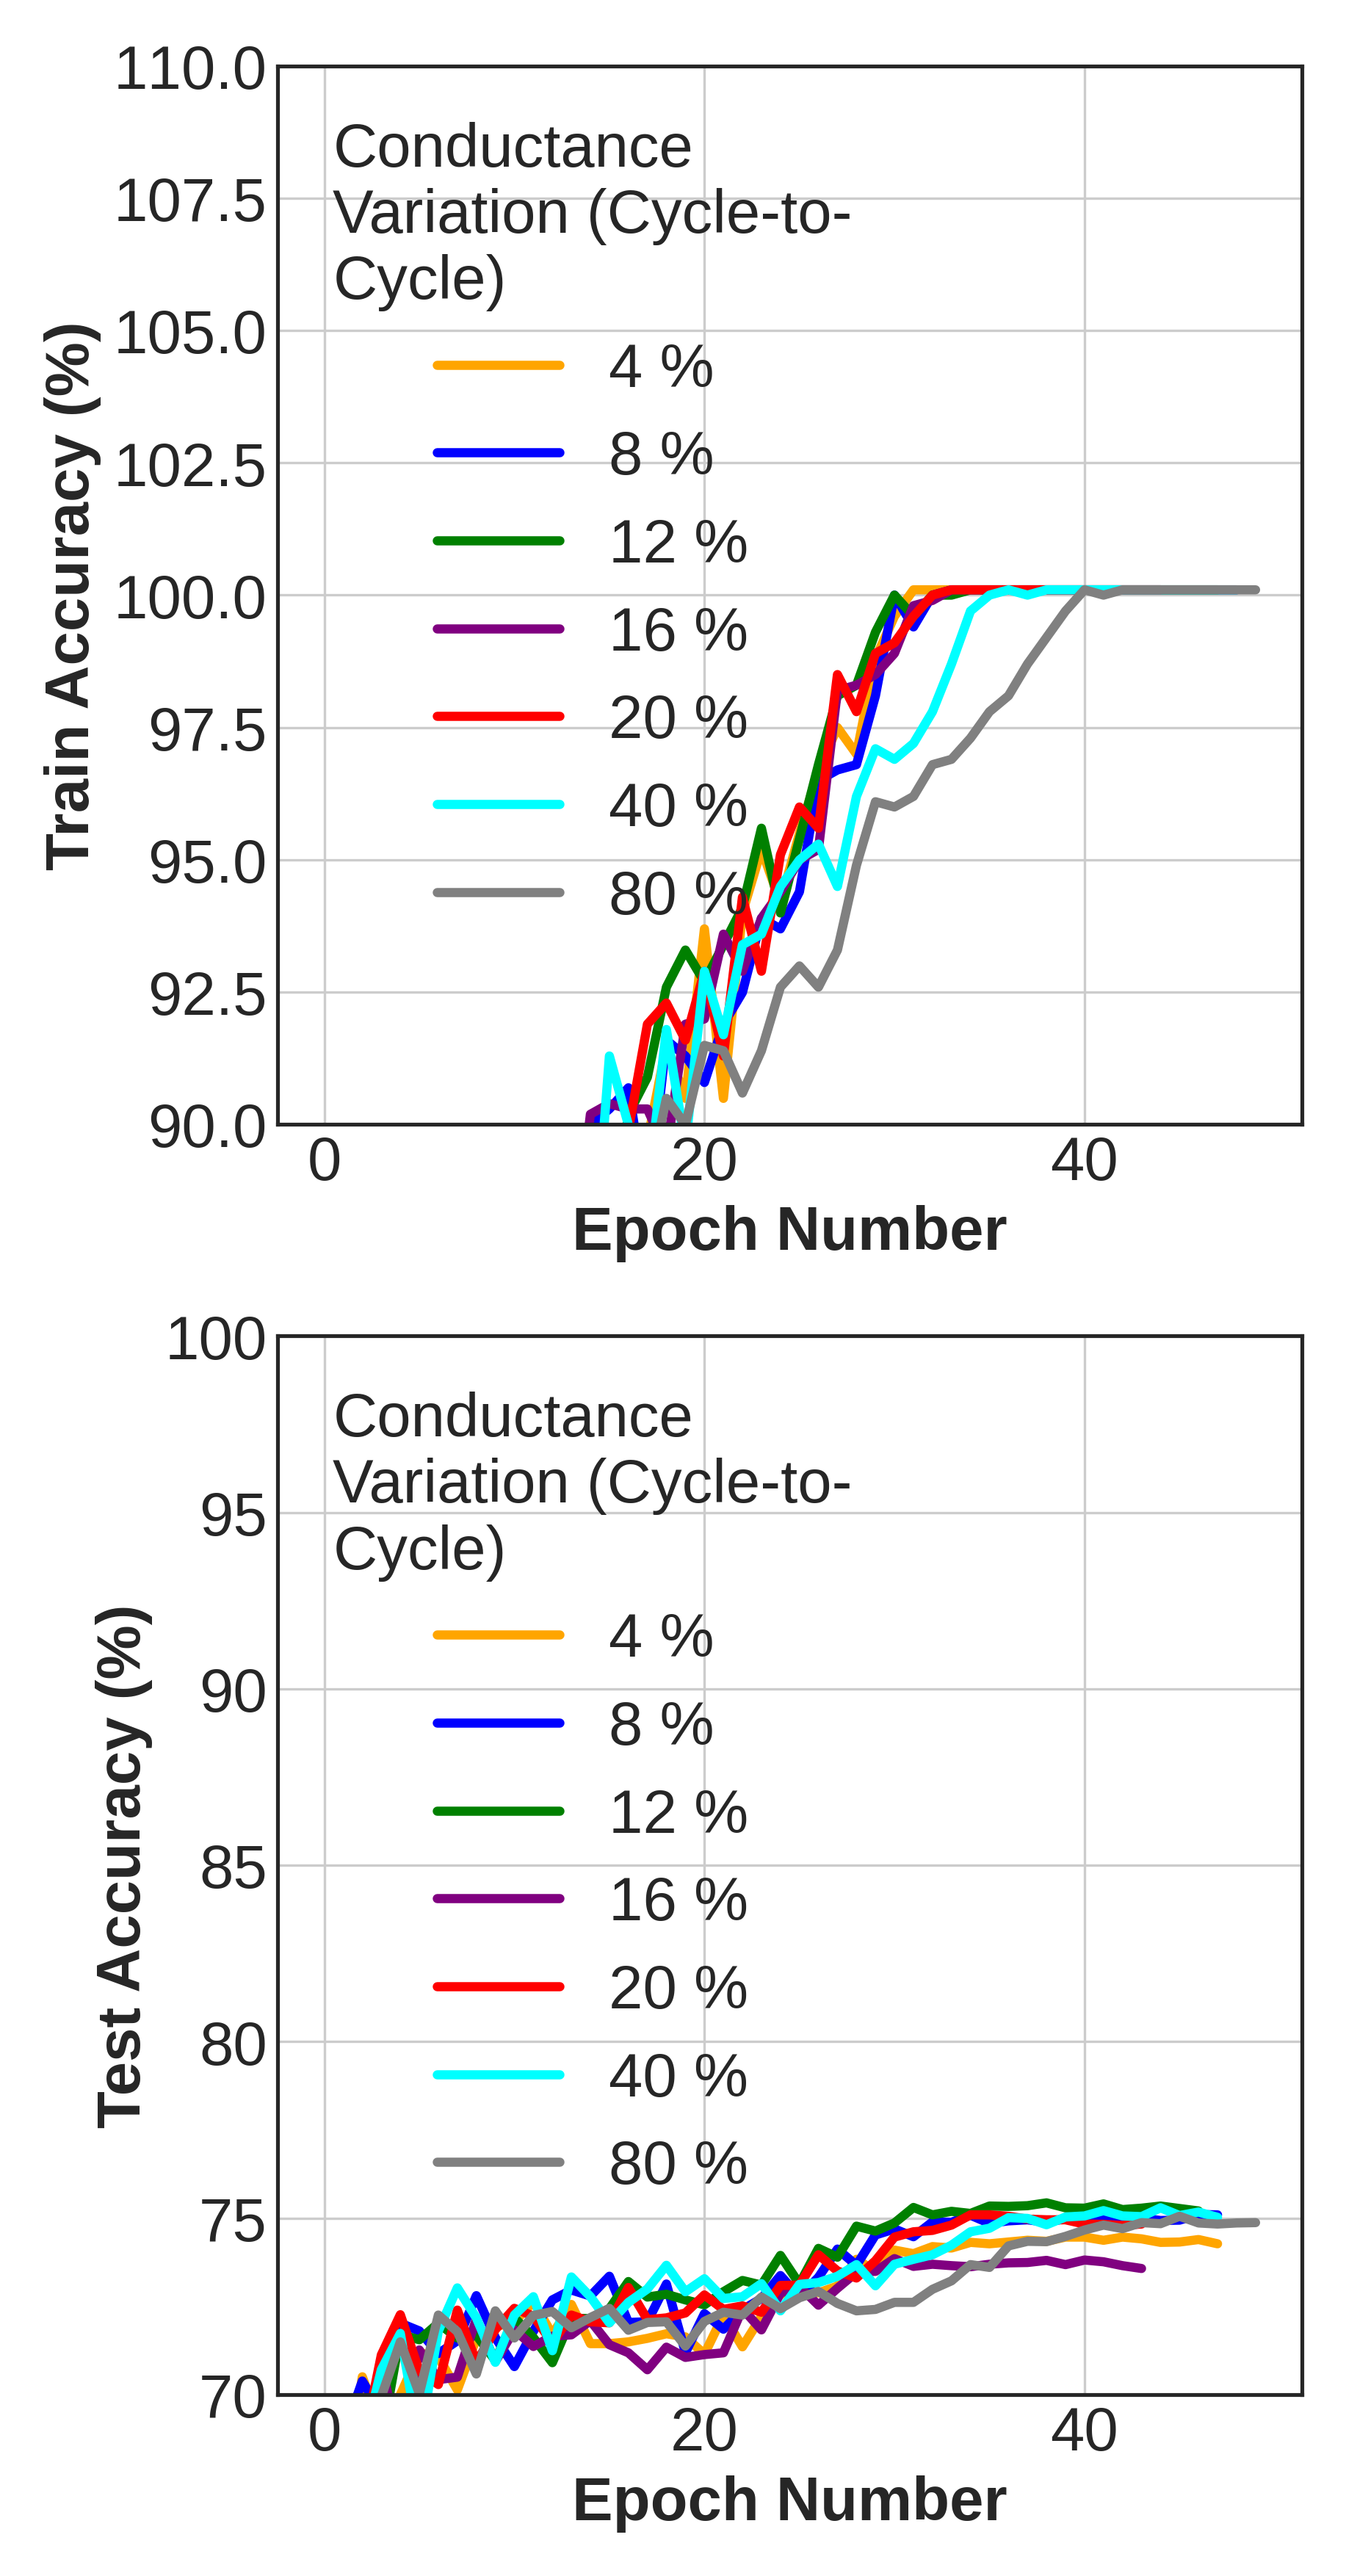 110.0
107.5
105.0
102.5
100.0
97.5
95.0
92.5
90.0
Train Accuracy (%)
Conductance
Variation (Cycle-to-
Cycle)
4 %
8 %
12 %
16 %
20 %
40 %
80 %
0 20 40
Epoch Number
100
95
90
85
80
75
70
Test Accuracy (%)
Conductance
Variation (Cycle-to-
Cycle)
4 %
8 %
12 %
16 %
20 %
40 %
80 %
0 20 40
Epoch Number